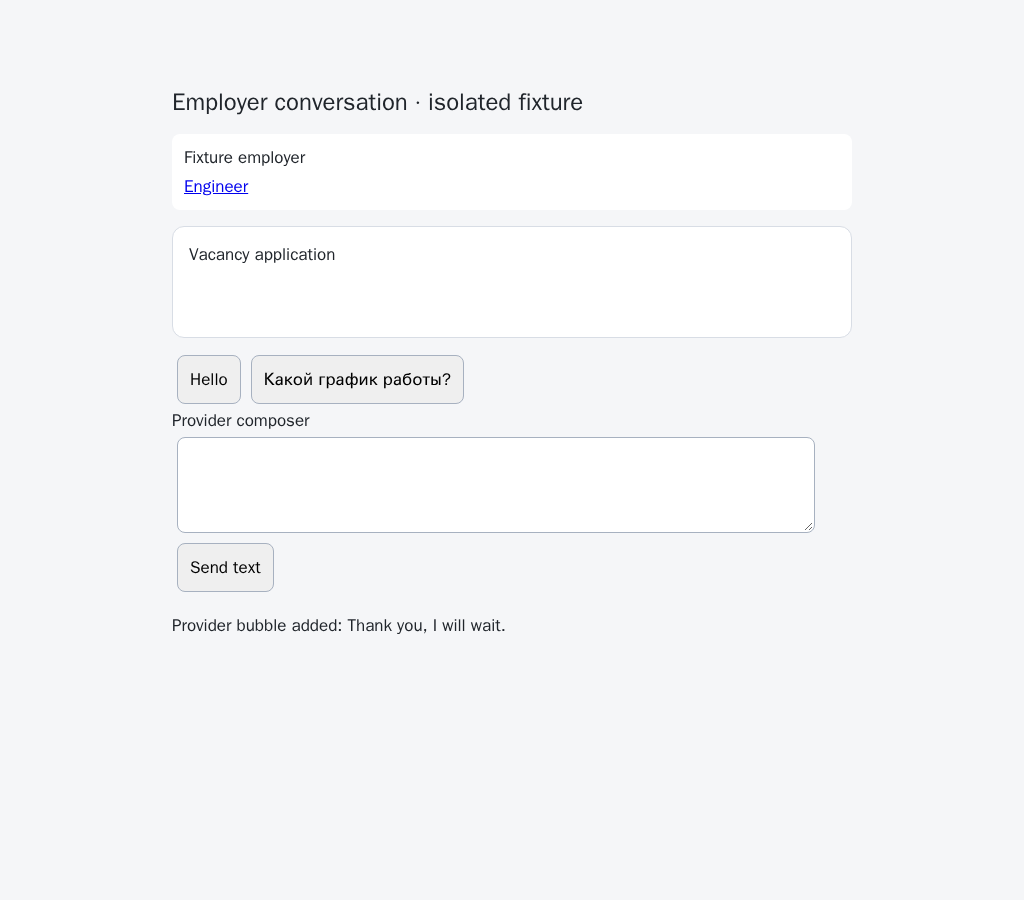 Employer conversation · isolated fixture
Fixture employer
Engineer
Vacancy application
Hello Какой график работы?
Provider composer
Send text
Provider bubble added: Thank you, I will wait.